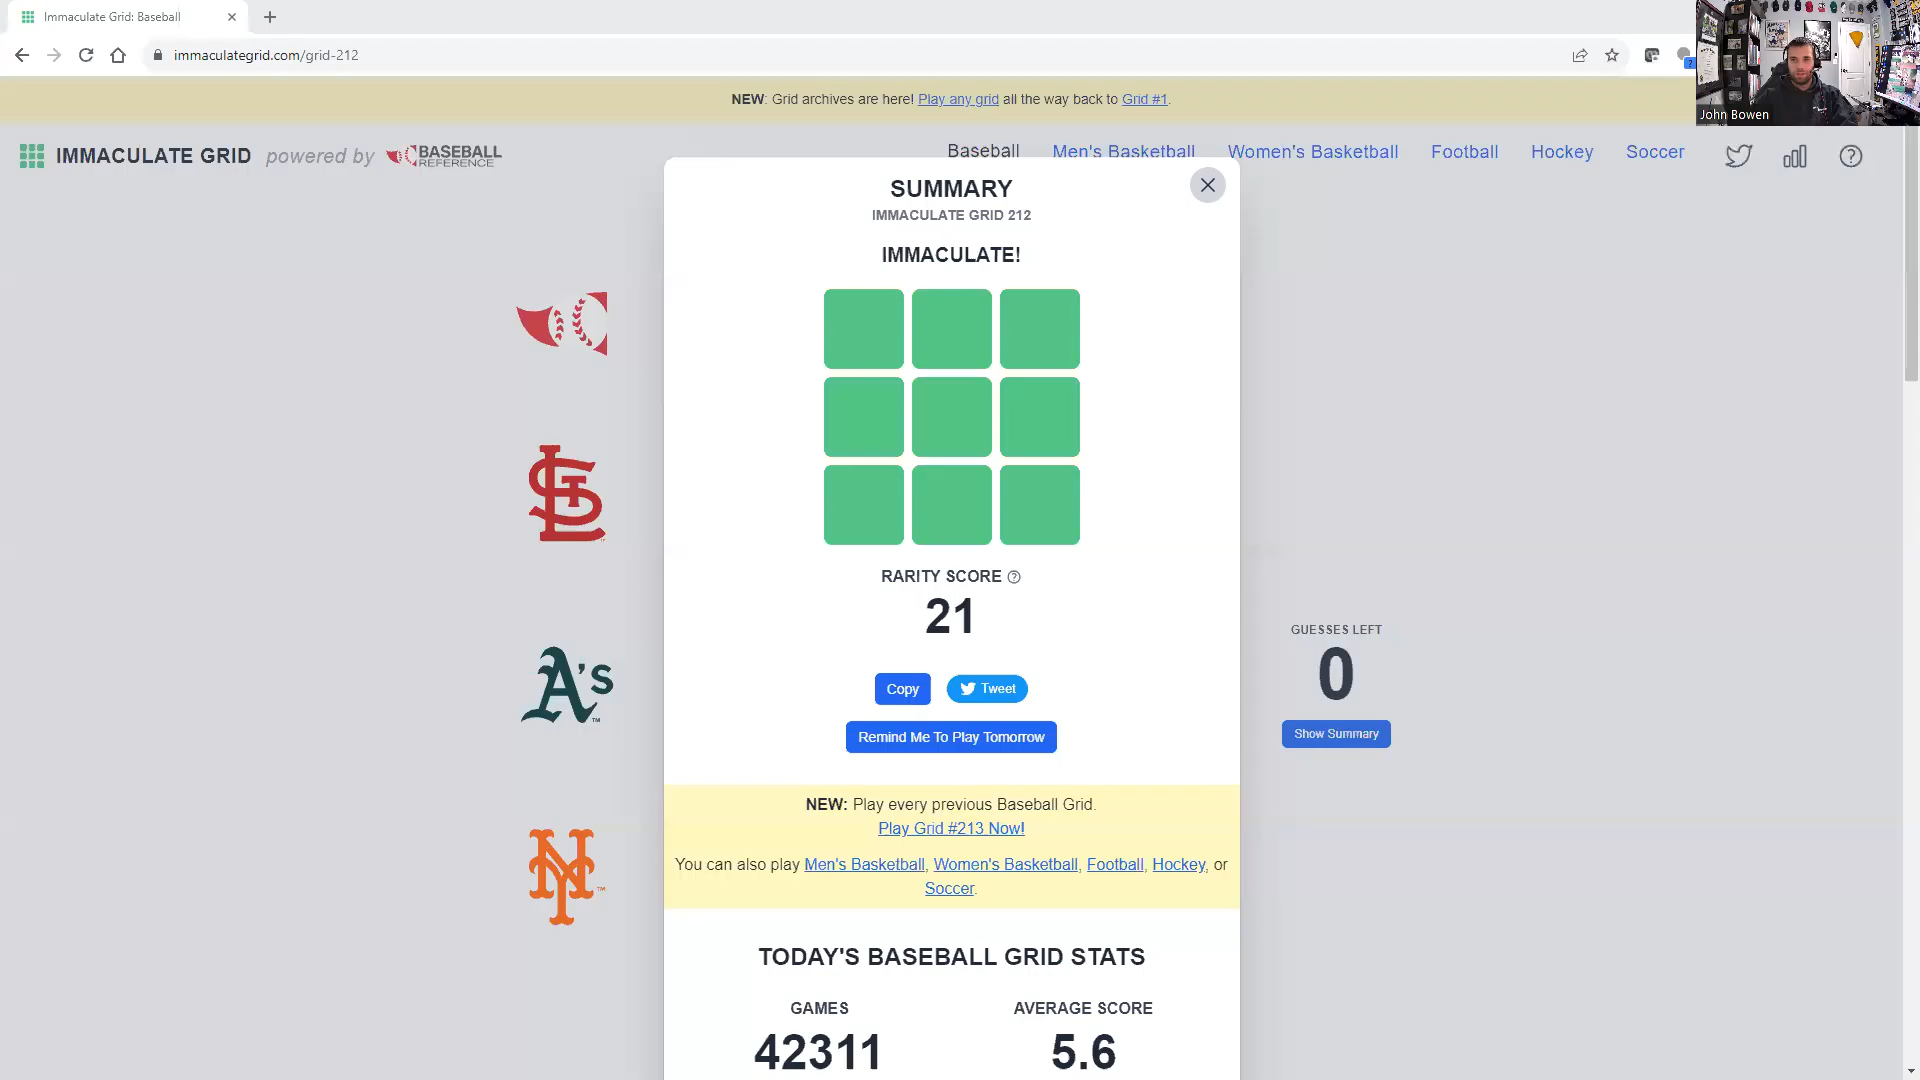 Immaculate Grid: Baseball
immaculategrid.com/grid-212
NEW: Grid archives are here! Play any grid all the way back to Grid #1.
John Bowen
IMMACULATE GRID powered by BASEBALL REFERENCE
Baseball Men's Basketball Women's Basketball Football Hockey Soccer
SUMMARY
IMMACULATE GRID 212
IMMACULATE!
STL
RARITY SCORE
21
GUESSES LEFT
0
A's
TM
Copy
Tweet
Show Summary
Remind Me To Play Tomorrow
NEW: Play every previous Baseball Grid.
Play Grid #213 Now!
You can also play Men's Basketball, Women's Basketball, Football, Hockey, or
Soccer.
NY
TM
TODAY'S BASEBALL GRID STATS
GAMES AVERAGE SCORE
42311 5.6